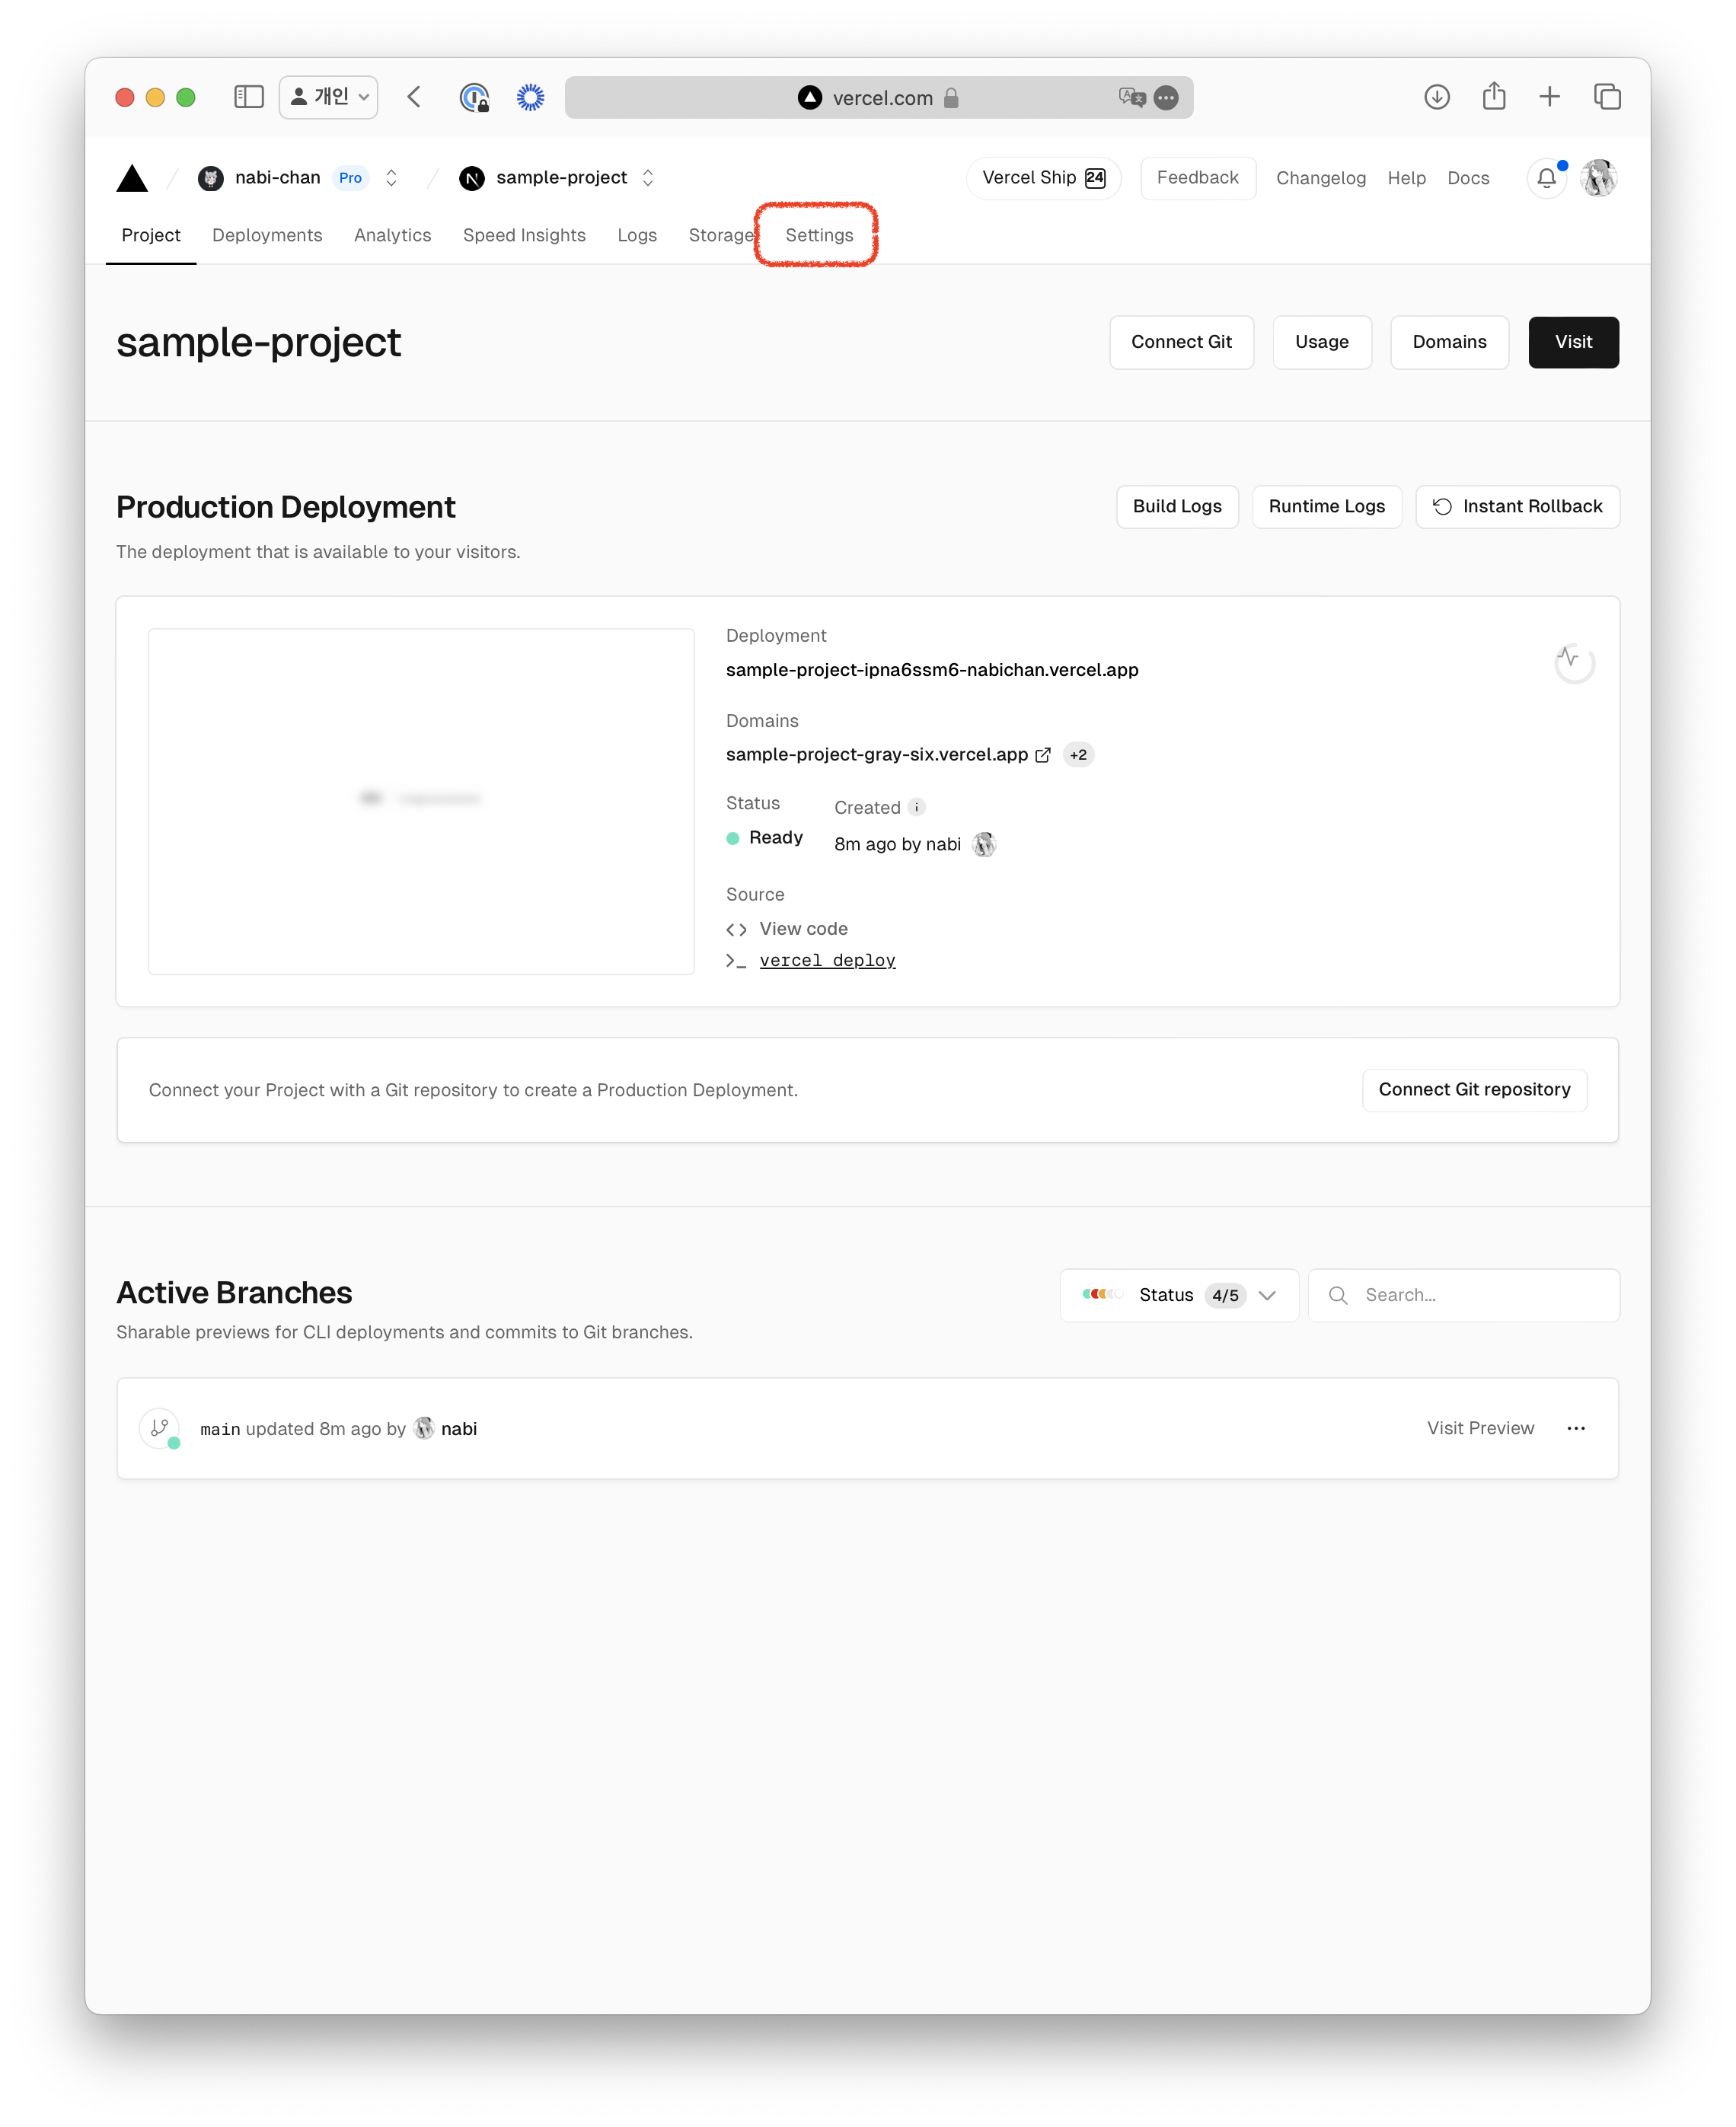 개인
vercel.com
nabi-chan Pro sample-project Vercel Ship 24 Feedback Changelog Help Docs
Project Deployments Analytics Speed Insights Logs Storage Settings
sample-project Connect Git Usage Domains Visit
Production Deployment Build Logs Runtime Logs Instant Rollback
The deployment that is available to your visitors.
Deployment
sample-project-ipna6ssm6-nabichan.vercel.app
Domains
sample-project-gray-six.vercel.app +2
Status Created
Ready 8m ago by nabi
Source
View code
vercel deploy
Connect your Project with a Git repository to create a Production Deployment. Connect Git repository
Active Branches Status 4/5 Search...
Sharable previews for CLI deployments and commits to Git branches.
main updated 8m ago by nabi Visit Preview